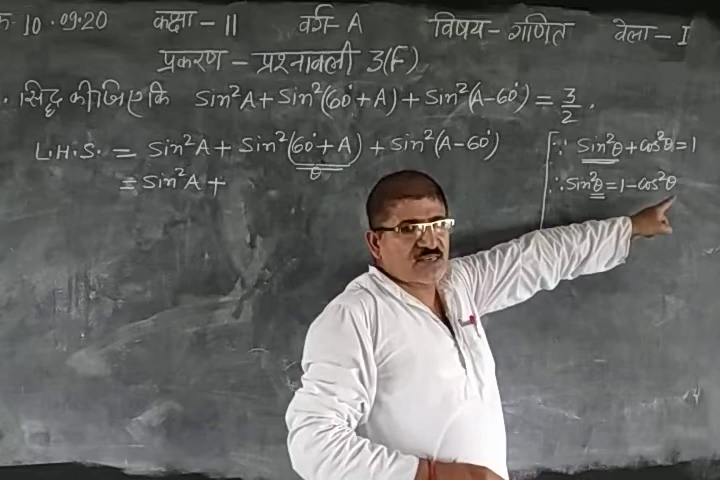 10.09.20 कक्षा - 11 वर्ग - A विषय - गणित वेला - I
प्रकरण - प्रश्नावली 3(F)
सिद्ध कीजिए कि Sin²A + Sin²(60° + A) + Sin²(A - 60°) = 3/2.
L.H.S. = Sin²A + Sin²(60° + A) + Sin²(A - 60°)
θ
= Sin²A +
[∵ Sin²θ + Cos²θ = 1
∴ Sin²θ = 1 - Cos²θ